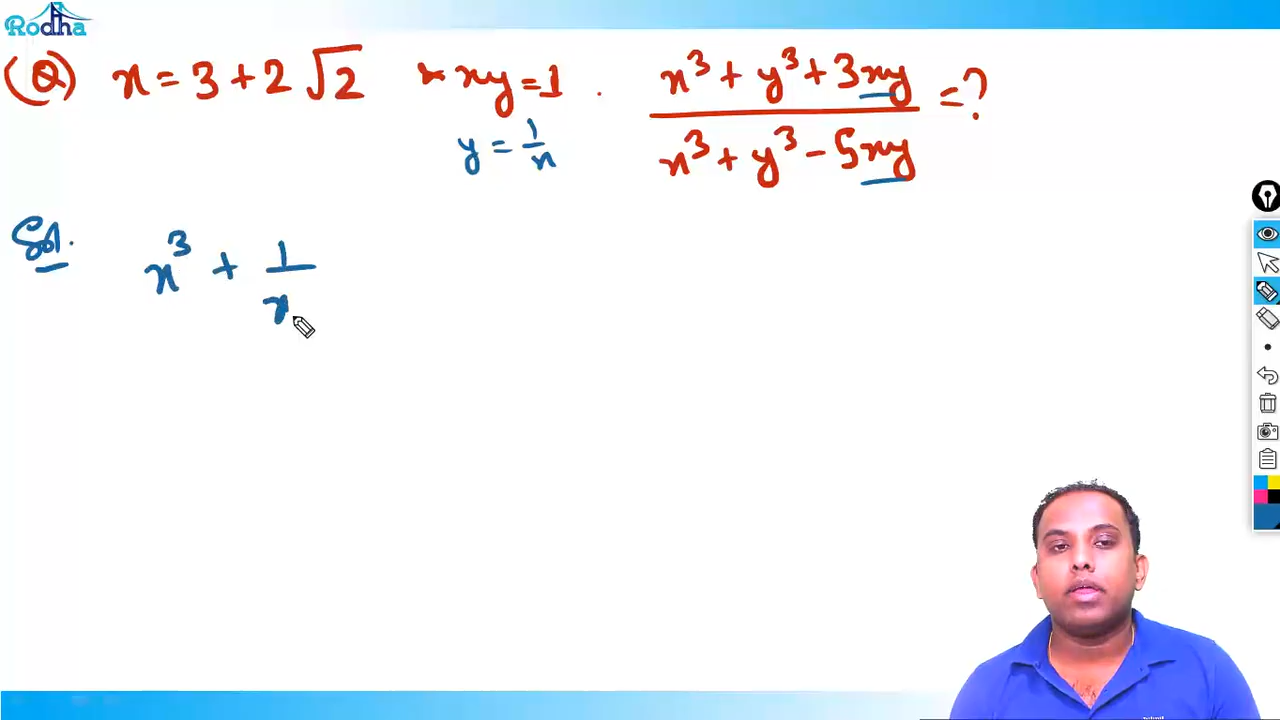 Rodha
(Q) x = 3 + 2√2 & xy = 1 . (x³ + y³ + 3xy)/(x³ + y³ - 5xy) = ?
y = 1/x
Sol. x³ + 1/x